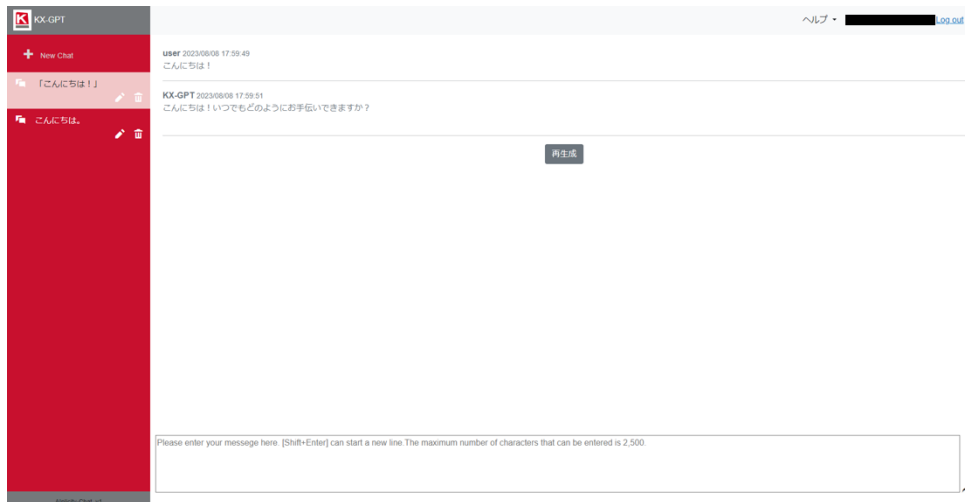 K KX-GPT
ヘルプ Log out
New Chat
「こんにちは！」
こんにちは。
user 2023/08/08 17:59:49
こんにちは！
KX-GPT 2023/08/08 17:59:51
こんにちは！いつでもどのようにお手伝いできますか？
再生成
Please enter your messege here. [Shift+Enter] can start a new line.The maximum number of characters that can be entered is 2,500.